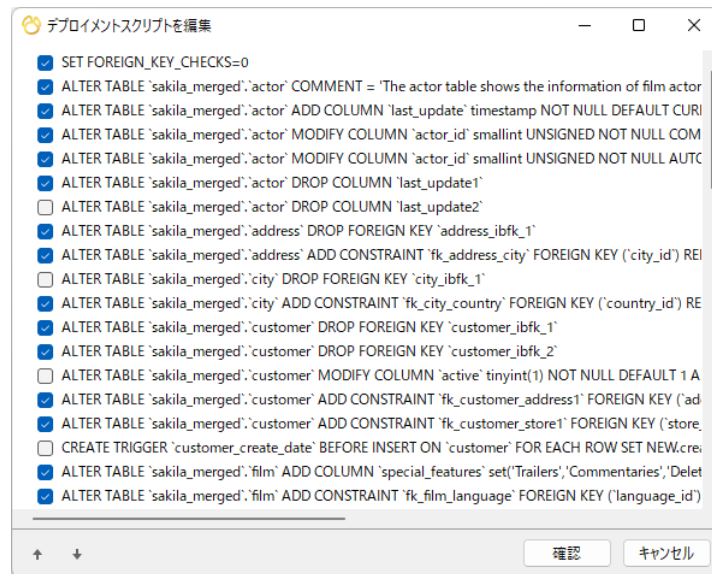 デプロイメントスクリプトを編集
SET FOREIGN_KEY_CHECKS=0
ALTER TABLE `sakila_merged`.`actor` COMMENT = 'The actor table shows the information of film actor
ALTER TABLE `sakila_merged`.`actor` ADD COLUMN `last_update` timestamp NOT NULL DEFAULT CURI
ALTER TABLE `sakila_merged`.`actor` MODIFY COLUMN `actor_id` smallint UNSIGNED NOT NULL COM
ALTER TABLE `sakila_merged`.`actor` MODIFY COLUMN `actor_id` smallint UNSIGNED NOT NULL AUTC
ALTER TABLE `sakila_merged`.`actor` DROP COLUMN `last_update1`
ALTER TABLE `sakila_merged`.`actor` DROP COLUMN `last_update2`
ALTER TABLE `sakila_merged`.`address` DROP FOREIGN KEY `address_ibfk_1`
ALTER TABLE `sakila_merged`.`address` ADD CONSTRAINT `fk_address_city` FOREIGN KEY (`city_id`) REI
ALTER TABLE `sakila_merged`.`city` DROP FOREIGN KEY `city_ibfk_1`
ALTER TABLE `sakila_merged`.`city` ADD CONSTRAINT `fk_city_country` FOREIGN KEY (`country_id`) RE
ALTER TABLE `sakila_merged`.`customer` DROP FOREIGN KEY `customer_ibfk_1`
ALTER TABLE `sakila_merged`.`customer` DROP FOREIGN KEY `customer_ibfk_2`
ALTER TABLE `sakila_merged`.`customer` MODIFY COLUMN `active` tinyint(1) NOT NULL DEFAULT 1 A
ALTER TABLE `sakila_merged`.`customer` ADD CONSTRAINT `fk_customer_address1` FOREIGN KEY (`ad
ALTER TABLE `sakila_merged`.`customer` ADD CONSTRAINT `fk_customer_store1` FOREIGN KEY (`store_
CREATE TRIGGER `customer_create_date` BEFORE INSERT ON `customer` FOR EACH ROW SET NEW.crea
ALTER TABLE `sakila_merged`.`film` ADD COLUMN `special_features` set('Trailers','Commentaries','Delet
ALTER TABLE `sakila_merged`.`film` ADD CONSTRAINT `fk_film_language` FOREIGN KEY (`language_id`)
確認
キャンセル